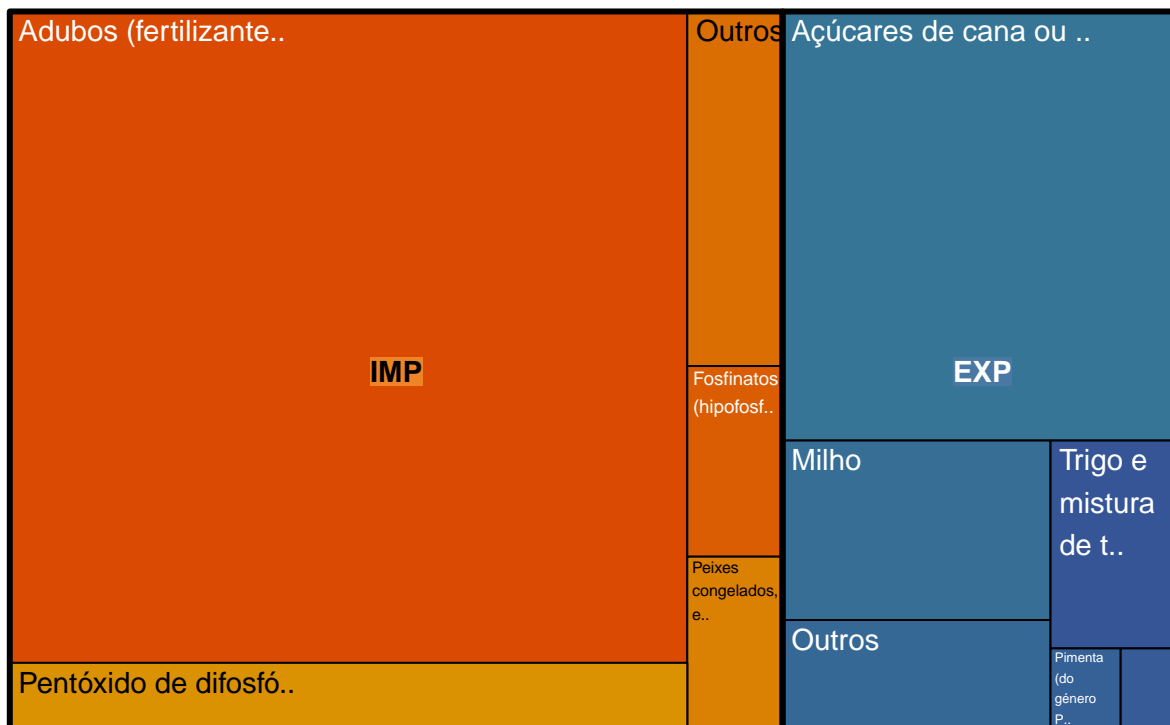 Adubos (fertilizante..
Outros
Açúcares de cana ou ..
IMP
EXP
Fosfinatos
(hipofosf..
Milho
Trigo e
mistura
de t..
Peixes
congelados,
e..
Outros
Pentóxido de difosfó..
Pimenta
(do
género
P..